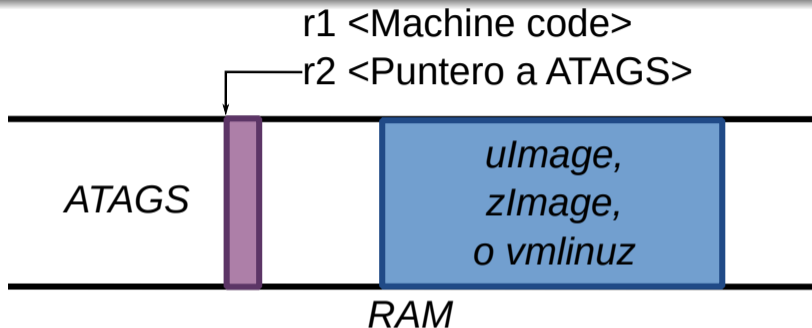 r1 <Machine code>
r2 <Puntero a ATAGS>
ATAGS
uImage,
zImage,
o vmlinuz
RAM